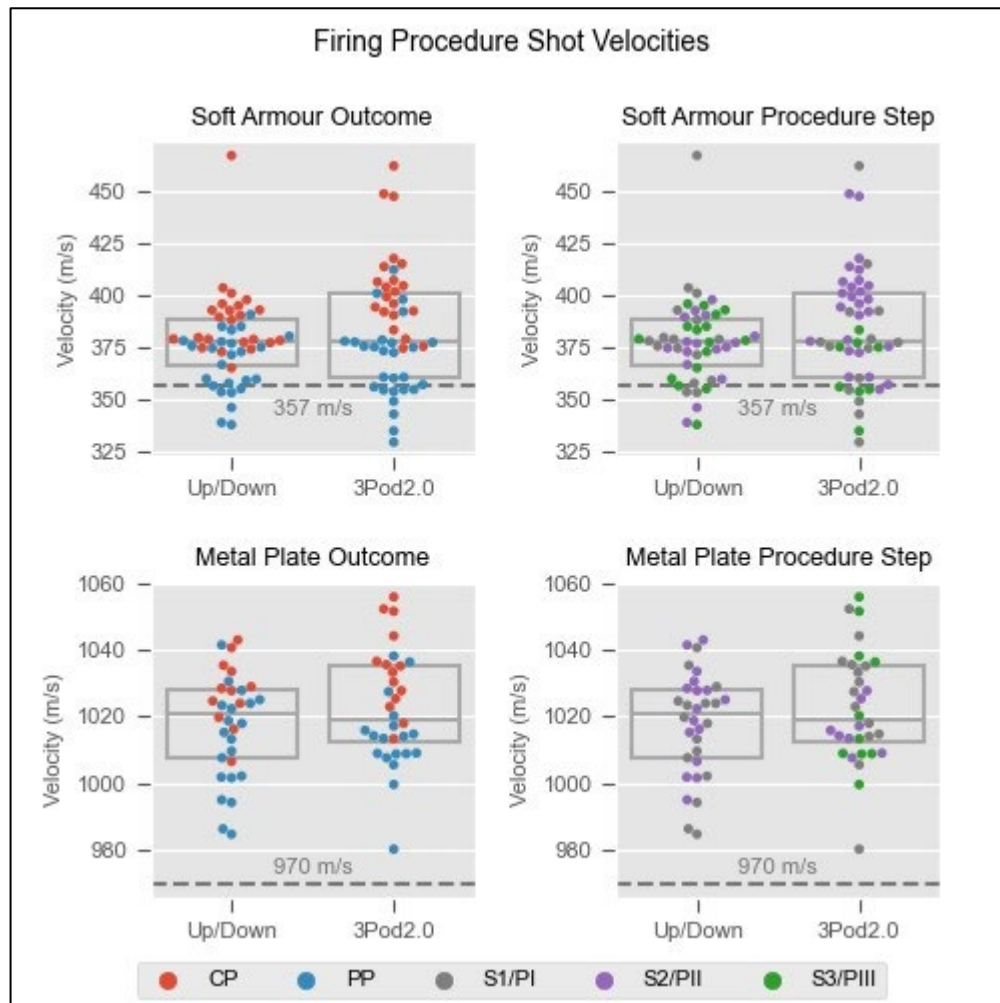 Firing Procedure Shot Velocities
Soft Armour Outcome
Velocity (m/s)
450
425
400
375
350
325
357 m/s
Up/Down 3Pod2.0
Soft Armour Procedure Step
Velocity (m/s)
450
425
400
375
350
325
357 m/s
Up/Down 3Pod2.0
Metal Plate Outcome
Velocity (m/s)
1060
1040
1020
1000
980
970 m/s
Up/Down 3Pod2.0
Metal Plate Procedure Step
Velocity (m/s)
1060
1040
1020
1000
980
970 m/s
Up/Down 3Pod2.0
CP PP S1/PI S2/PII S3/PIII